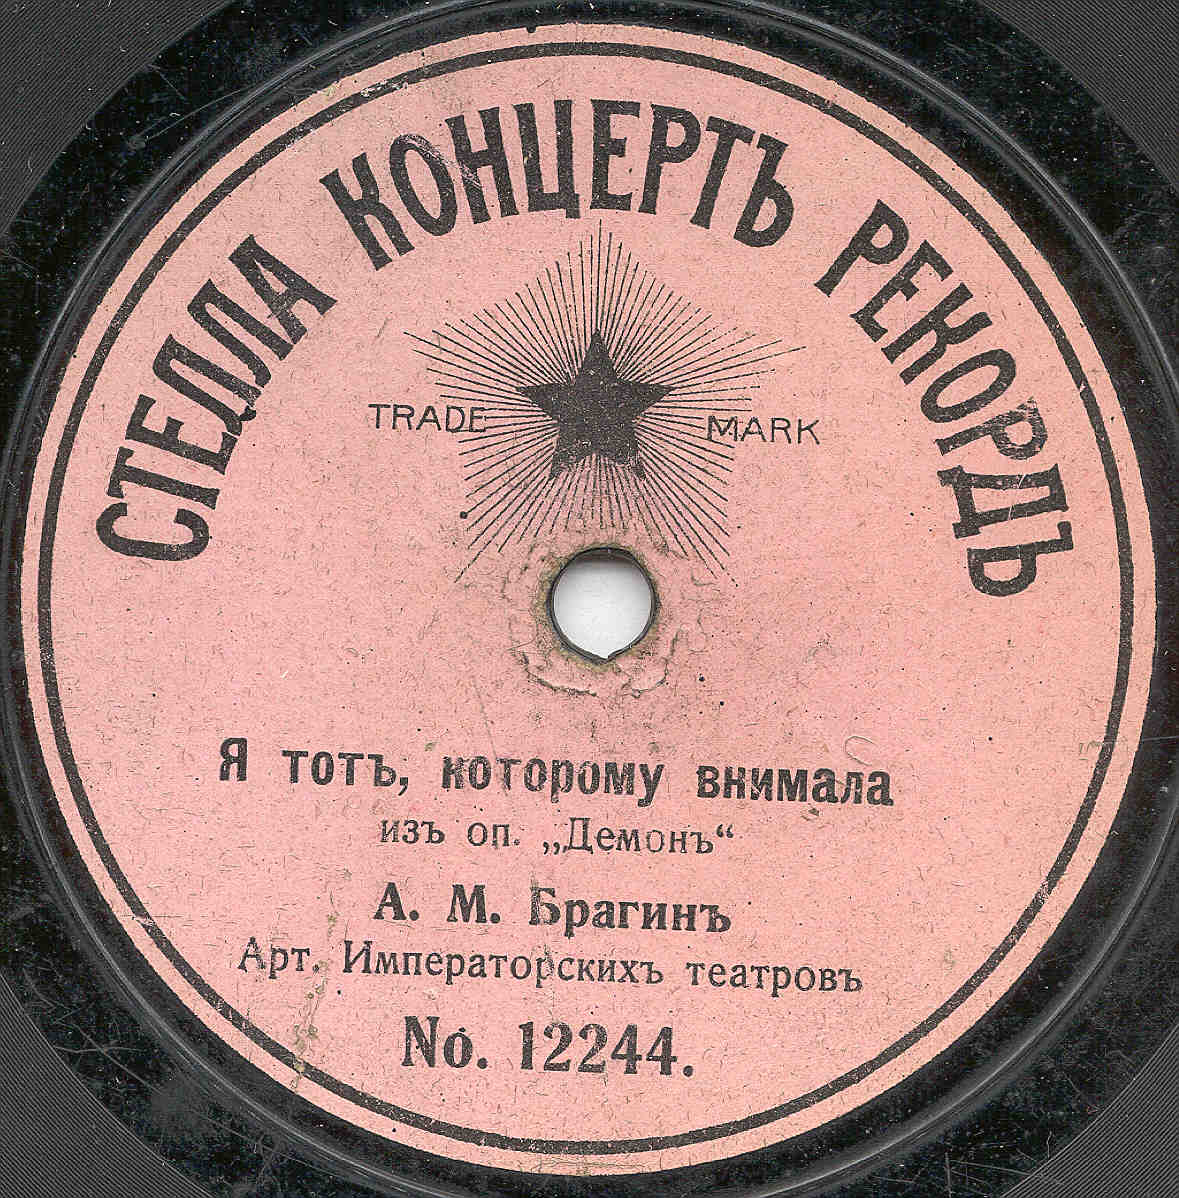 СТЕЛЛА КОНЦЕРТЪ РЕКОРДЪ
TRADE MARK
Я тотъ, которому внимала
изъ оп. „Демонъ“
А. М. Брагинъ
Арт. Императорскихъ театровъ
No. 12244.